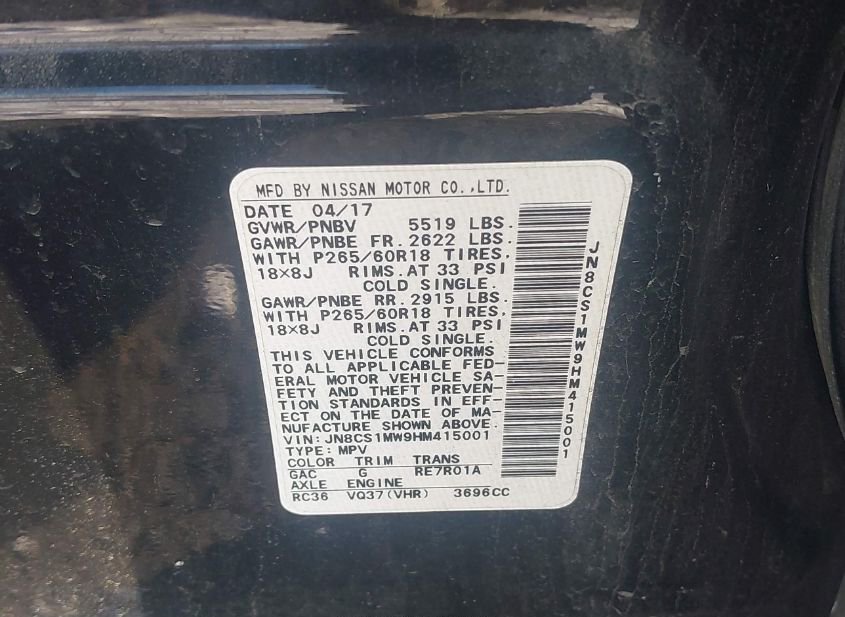 MFD BY NISSAN MOTOR CO.,LTD.
DATE 04/17
GVWR/PNBV 5519 LBS.
GAWR/PNBE FR.2622 LBS.
WITH P265/60R18 TIRES,
18×8J RIMS.AT 33 PSI
COLD SINGLE.
GAWR/PNBE RR.2915 LBS.
WITH P265/60R18 TIRES,
18×8J RIMS.AT 33 PSI
COLD SINGLE.
THIS VEHICLE CONFORMS
TO ALL APPLICABLE FED-
ERAL MOTOR VEHICLE SA-
FETY AND THEFT PREVEN-
TION STANDARDS IN EFF-
ECT ON THE DATE OF MA-
NUFACTURE SHOWN ABOVE.
VIN:JN8CS1MW9HM415001
TYPE:MPV
COLOR TRIM TRANS
GAC G RE7R01A
AXLE ENGINE
RC36 VQ37(VHR) 3696CC
JN8CS1MW9HM415001